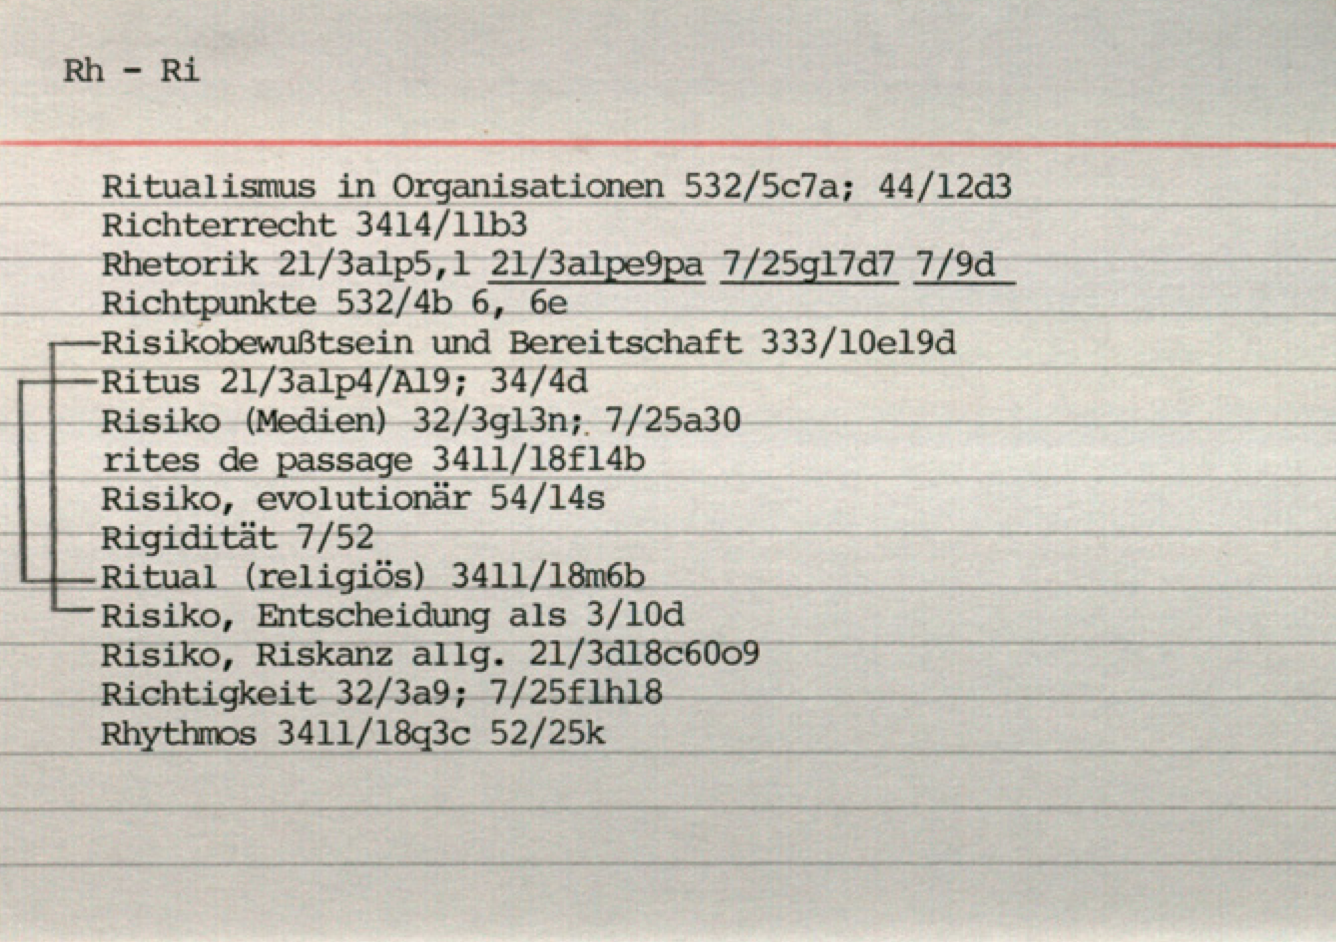 Rh - Ri
Ritualismus in Organisationen 532/5c7a; 44/12d3
Richterrecht 3414/11b3
Rhetorik 21/3a1p5,1 21/3a1pe9pa 7/25g17d7 7/9d
Richtpunkte 532/4b 6, 6e
Risikobewußtsein und Bereitschaft 333/10e19d
Ritus 21/3a1p4/A19; 34/4d
Risiko (Medien) 32/3g13n; 7/25a30
rites de passage 3411/18f14b
Risiko, evolutionär 54/14s
Rigidität 7/52
Ritual (religiös) 3411/18m6b
Risiko, Entscheidung als 3/10d
Risiko, Riskanz allg. 21/3d18c60o9
Richtigkeit 32/3a9; 7/25f1h18
Rhythmos 3411/18q3c 52/25k